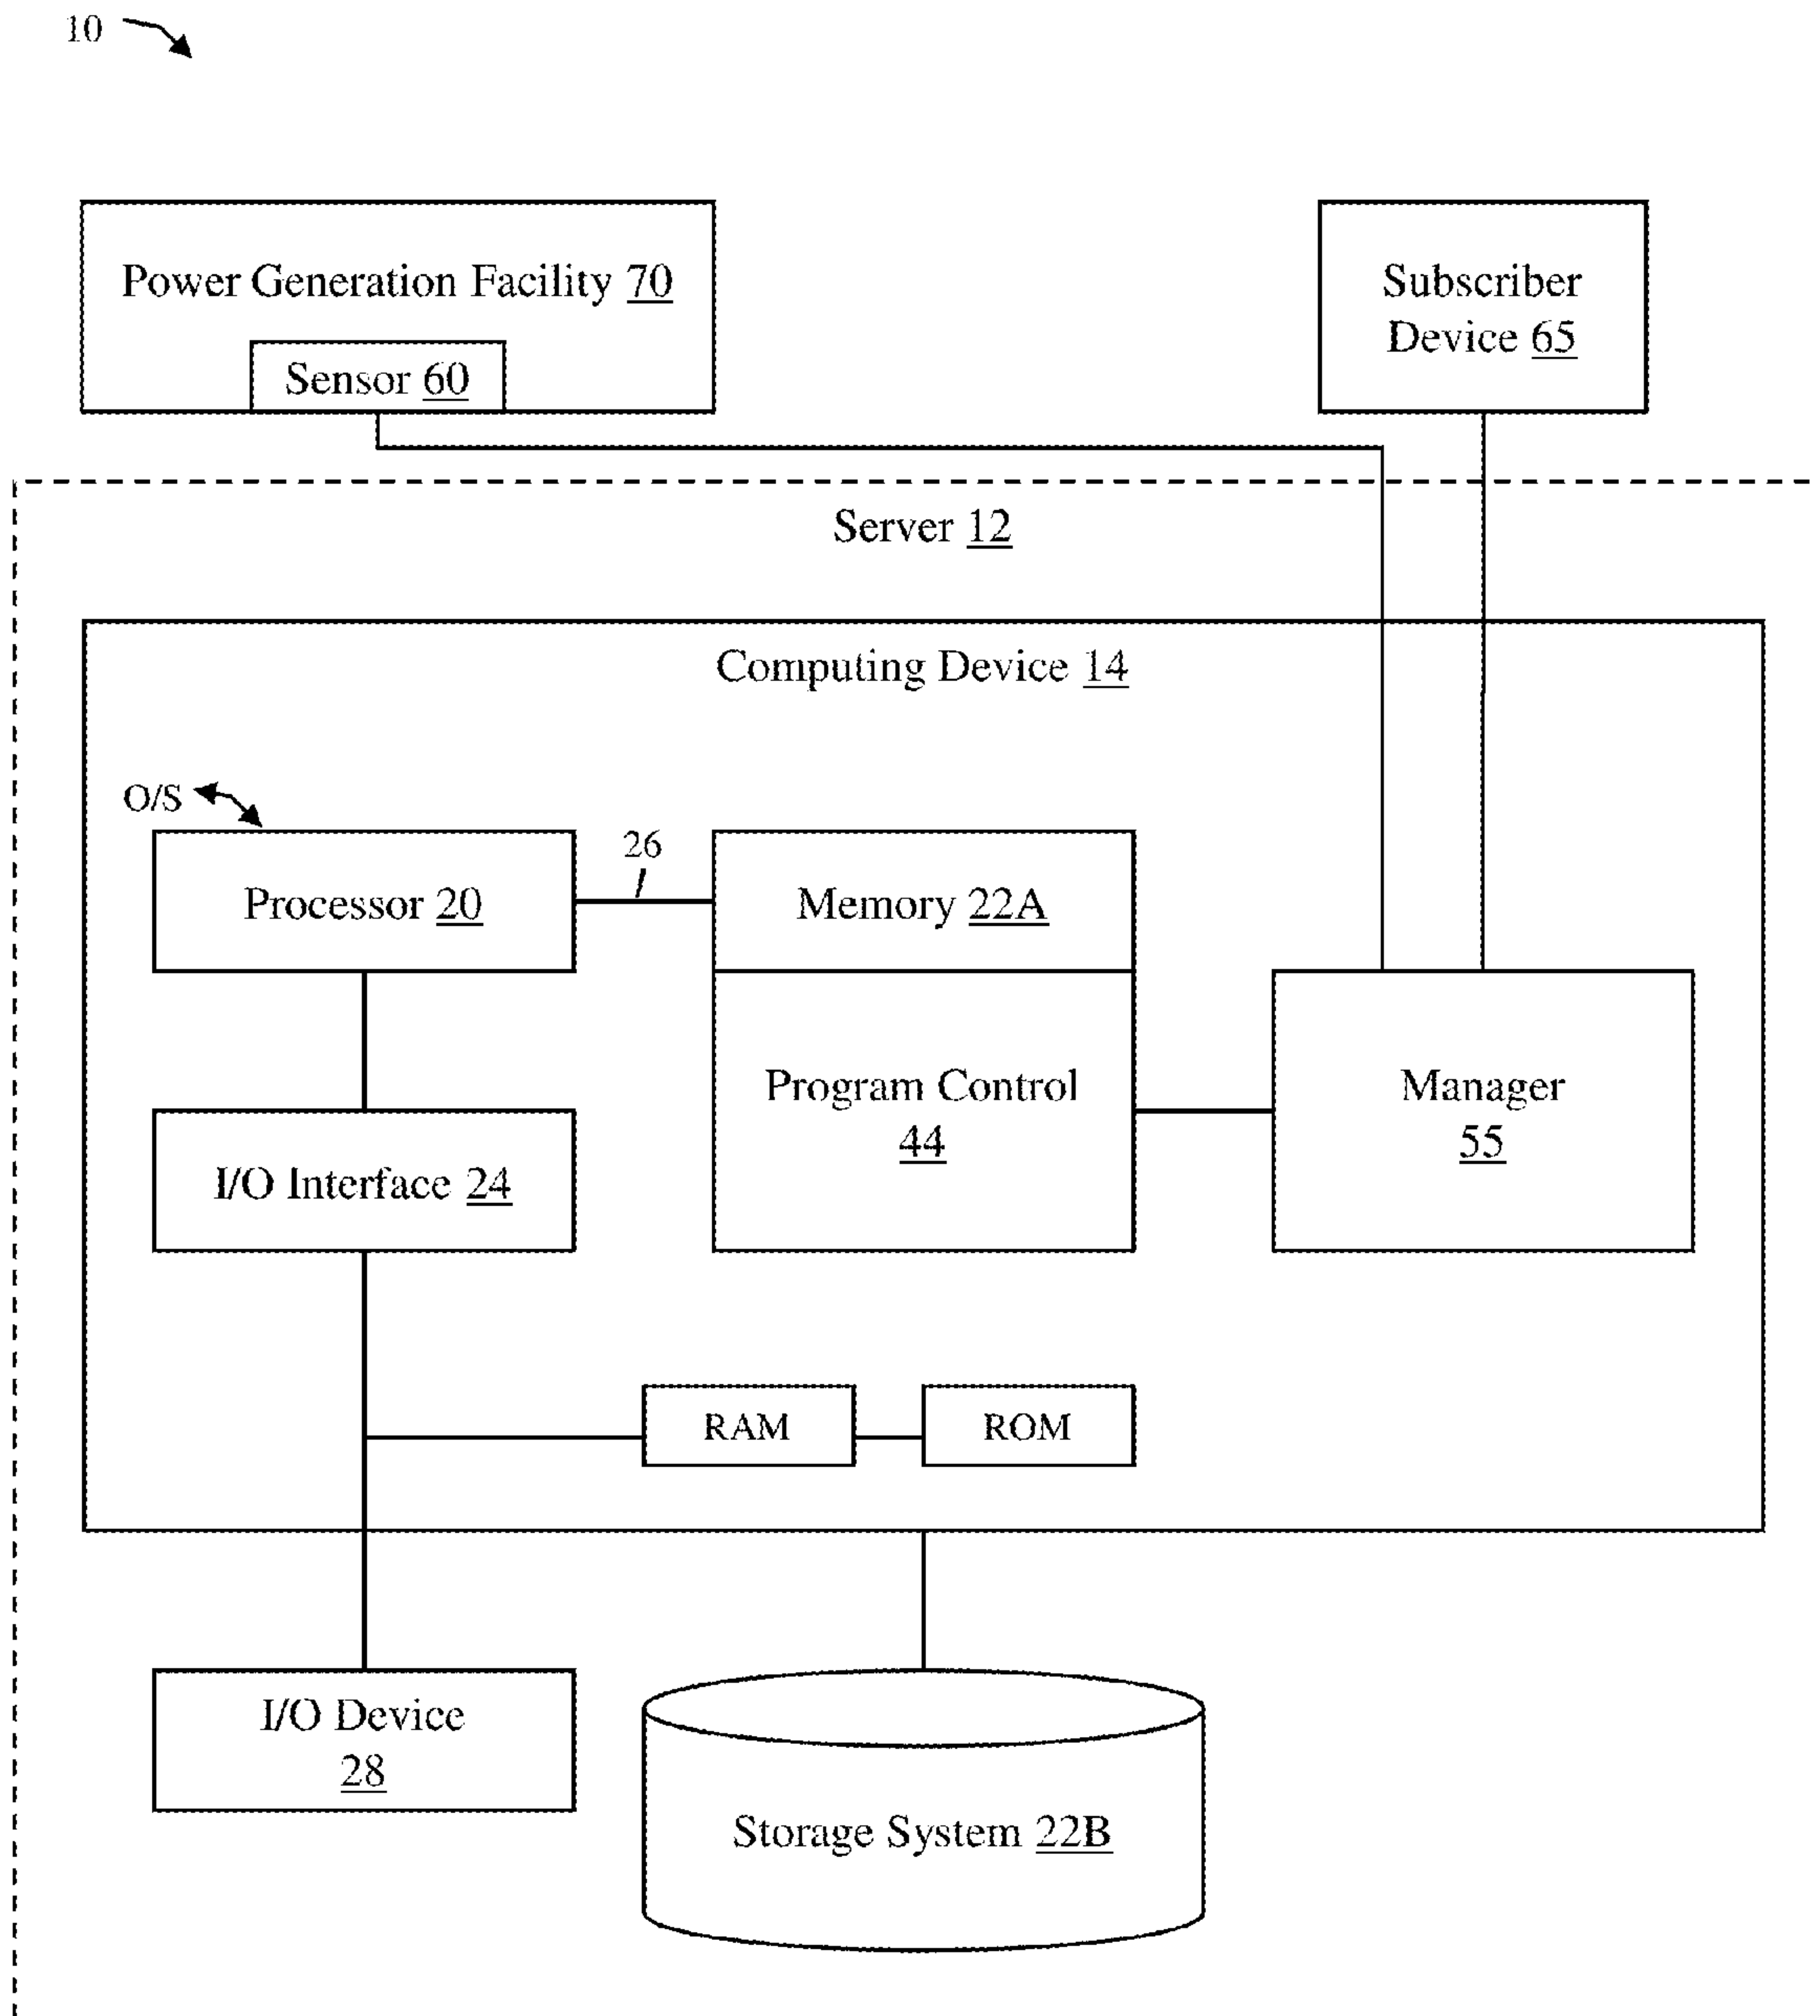 10
Power Generation Facility 70
Sensor 60
Subscriber
Device 65
Server 12
Computing Device 14
O/S
Processor 20
26
Memory 22A
Program Control
44
Manager
55
I/O Interface 24
RAM
ROM
I/O Device
28
Storage System 22B